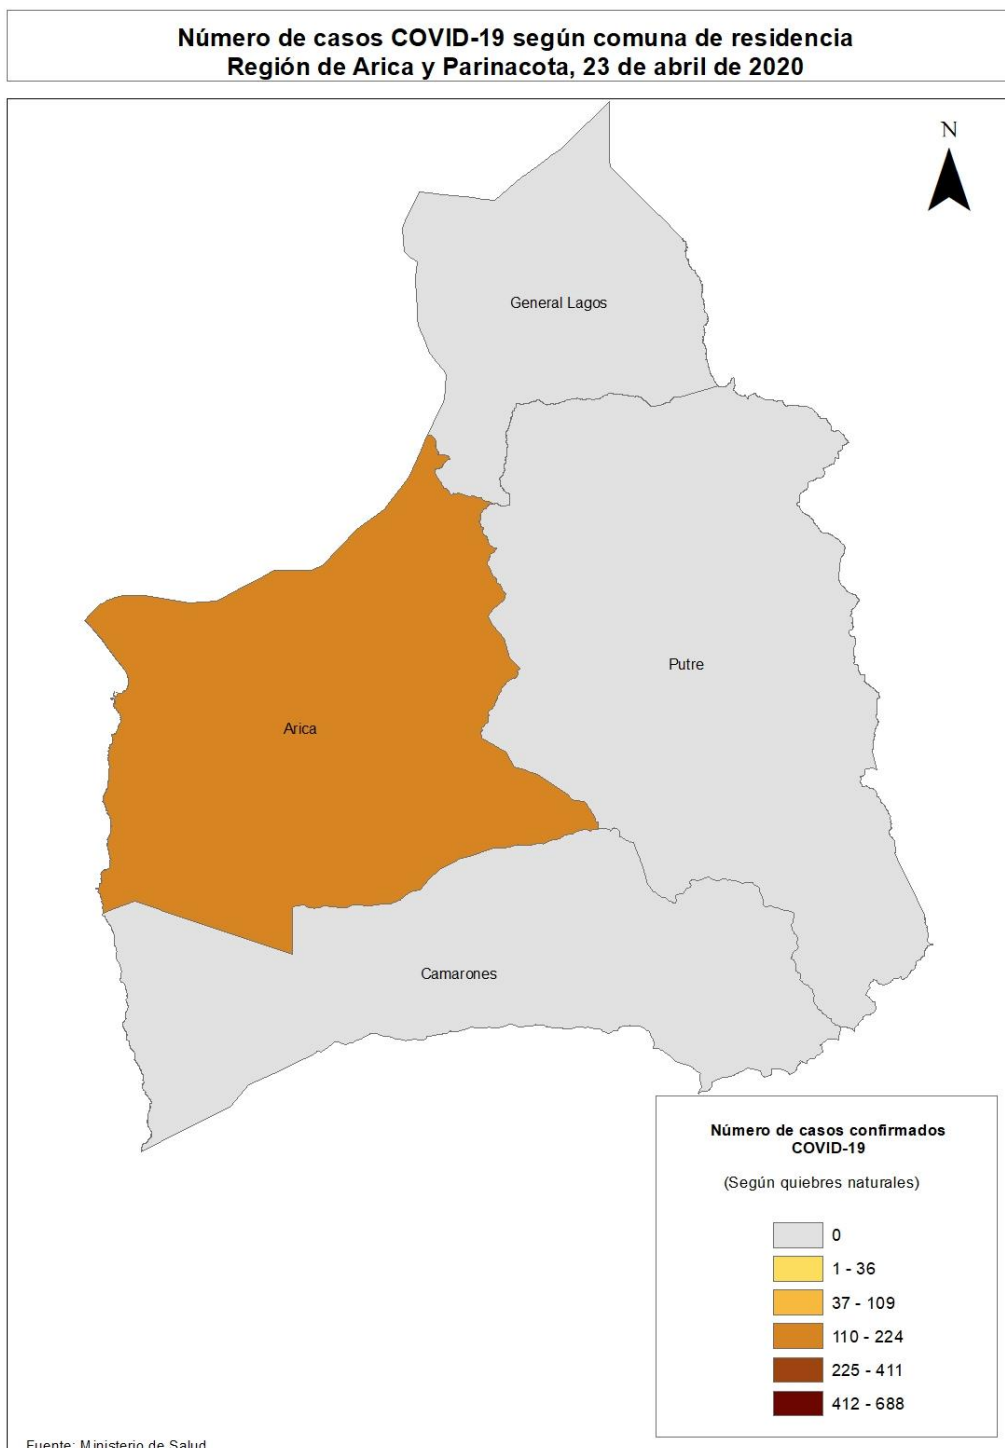 Número de casos COVID-19 según comuna de residencia
Región de Arica y Parinacota, 23 de abril de 2020
N
General Lagos
Putre
Arica
Camarones
Número de casos confirmados
COVID-19
(Según quiebres naturales)
0
1 - 36
37 - 109
110 - 224
225 - 411
412 - 688
Fuente: Ministerio de Salud